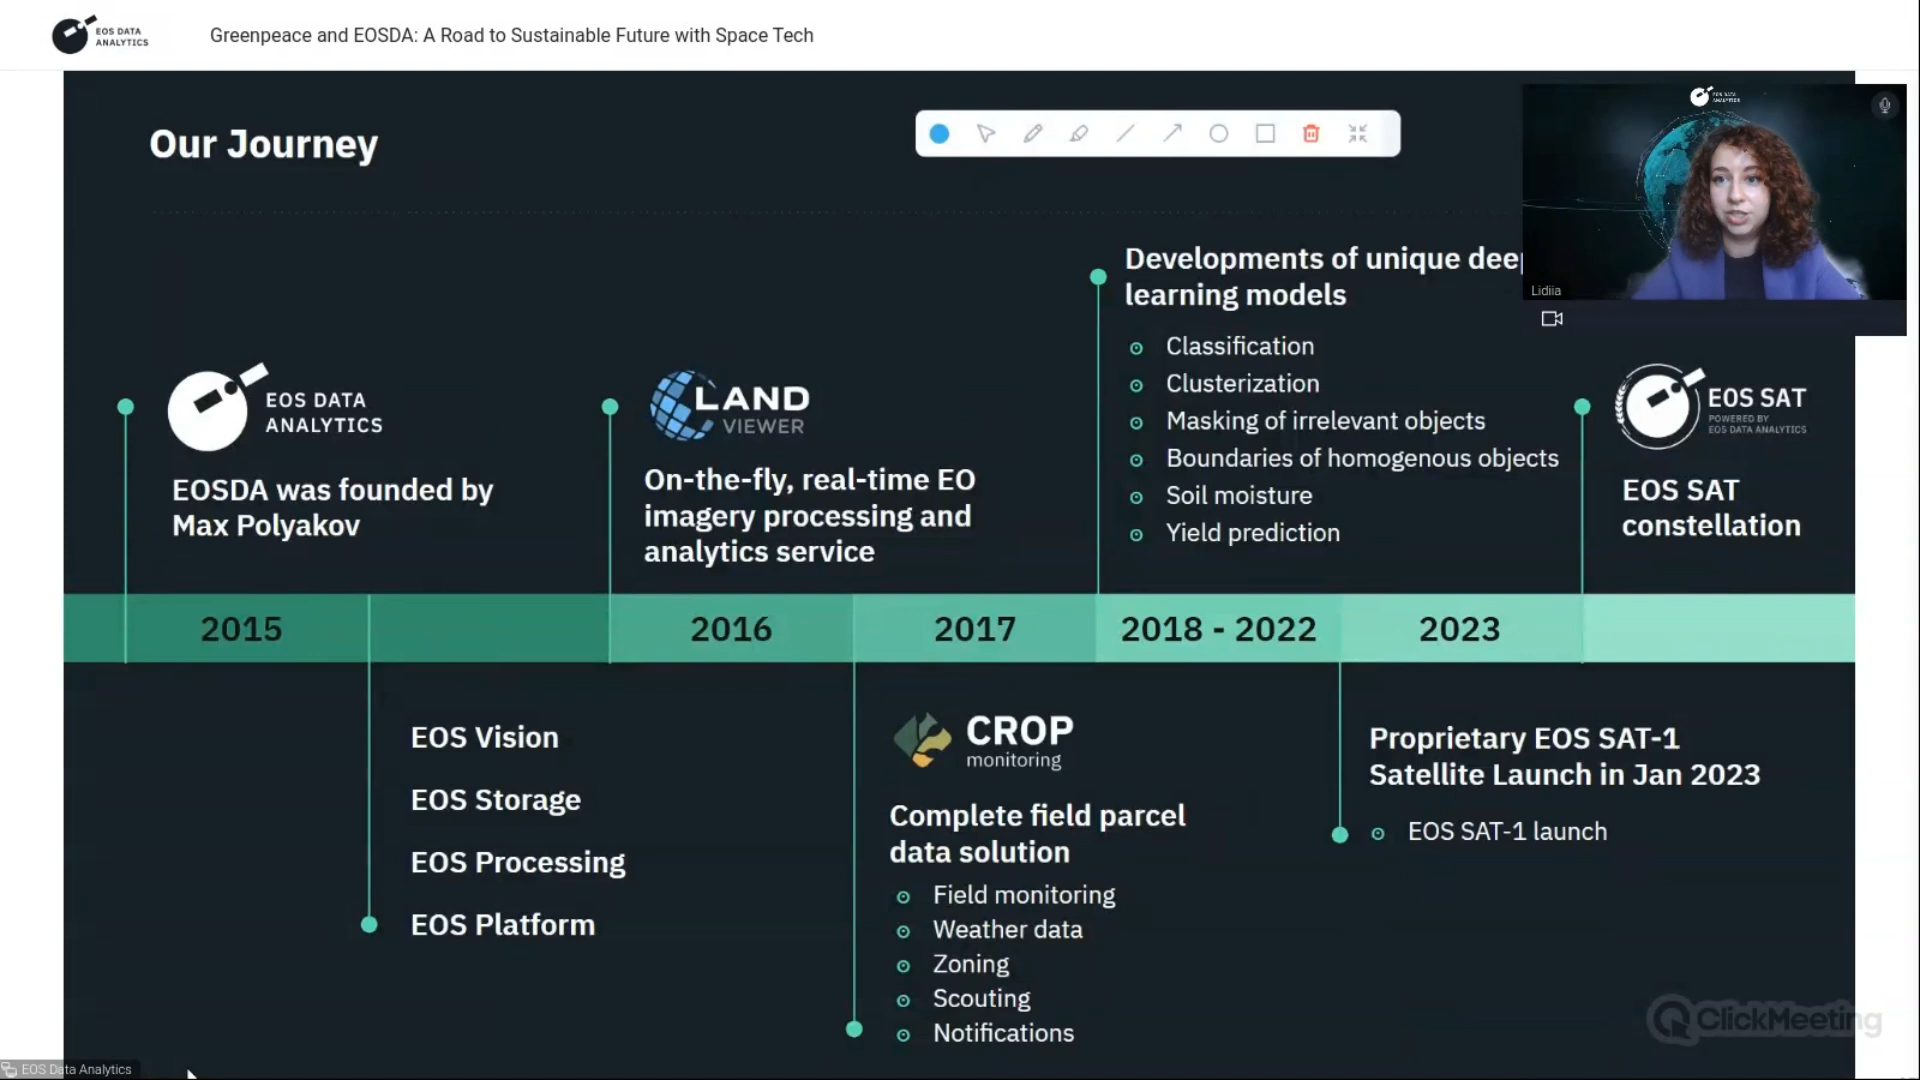 EOS DATA
ANALYTICS
Greenpeace and EOSDA: A Road to Sustainable Future with Space Tech
Our Journey
EOS DATA
ANALYTICS
Lidiia
EOS DATA
ANALYTICS
EOSDA was founded by
Max Polyakov
LAND
VIEWER
On-the-fly, real-time EO
imagery processing and
analytics service
Developments of unique dee
learning models
Classification
Clusterization
Masking of irrelevant objects
Boundaries of homogenous objects
Soil moisture
Yield prediction
EOS SAT
POWERED BY
EOS DATA ANALYTICS
EOS SAT
constellation
2015
2016
2017
2018 - 2022
2023
EOS Vision
EOS Storage
EOS Processing
EOS Platform
CROP
monitoring
Complete field parcel
data solution
Field monitoring
Weather data
Zoning
Scouting
Notifications
Proprietary EOS SAT-1
Satellite Launch in Jan 2023
EOS SAT-1 launch
ClickMeeting
EOS Data Analytics